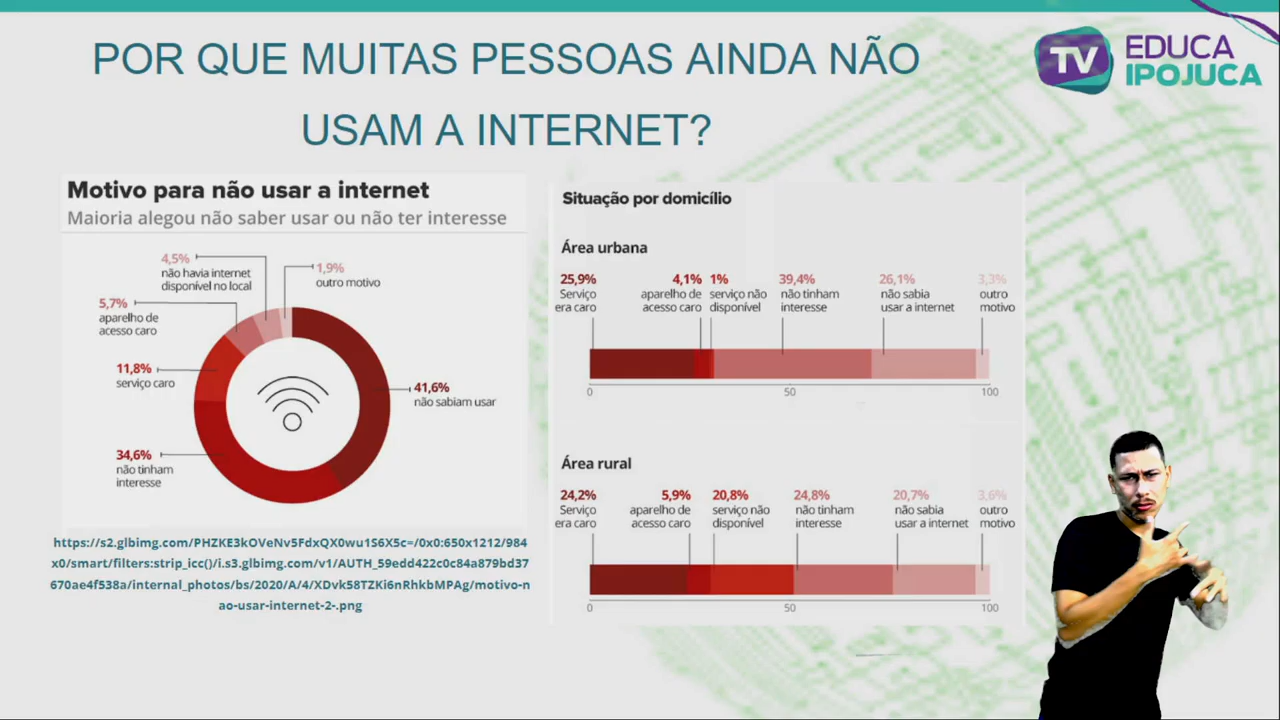 POR QUE MUITAS PESSOAS AINDA NÃO
USAM A INTERNET?
TV EDUCA
IPOJUCA
Motivo para não usar a internet
Maioria alegou não saber usar ou não ter interesse
4,5%
não havia internet
disponível no local
1,9%
outro motivo
5,7%
aparelho de
acesso caro
11,8%
serviço caro
41,6%
não sabiam usar
34,6%
não tinham
interesse
https://s2.glbimg.com/PHZKE3kOVeNv5FdxQX0wu1S6X5c=/0x0:650x1212/984
x0/smart/filters:strip_icc()/i.s3.glbimg.com/v1/AUTH_59edd422c0c84a879bd37
670ae4f538a/internal_photos/bs/2020/A/4/XDvk58TZKi6nRhkbMPAg/motivo-n
ao-usar-internet-2-.png
Situação por domicílio
Área urbana
25,9% 4,1% 1% 39,4% 26,1% 3,3%
Serviço aparelho de serviço não não tinham não sabia outro
era caro acesso caro disponível interesse usar a internet motivo
0 50 100
Área rural
24,2% 5,9% 20,8% 24,8% 20,7% 3,6%
Serviço aparelho de serviço não não tinham não sabia outro
era caro acesso caro disponível interesse usar a internet motivo
0 50 100